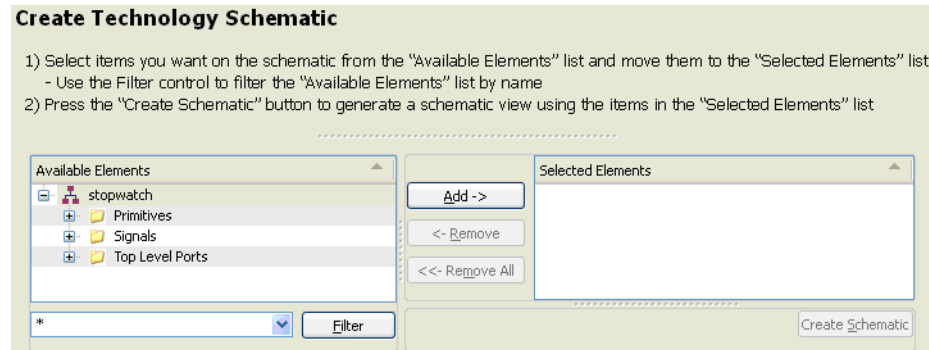 Create Technology Schematic
1) Select items you want on the schematic from the "Available Elements" list and move them to the "Selected Elements" list
- Use the Filter control to filter the "Available Elements" list by name
2) Press the "Create Schematic" button to generate a schematic view using the items in the "Selected Elements" list
Available Elements
stopwatch
Primitives
Signals
Top Level Ports
*
Filter
Add ->
<- Remove
<<- Remove All
Selected Elements
Create Schematic